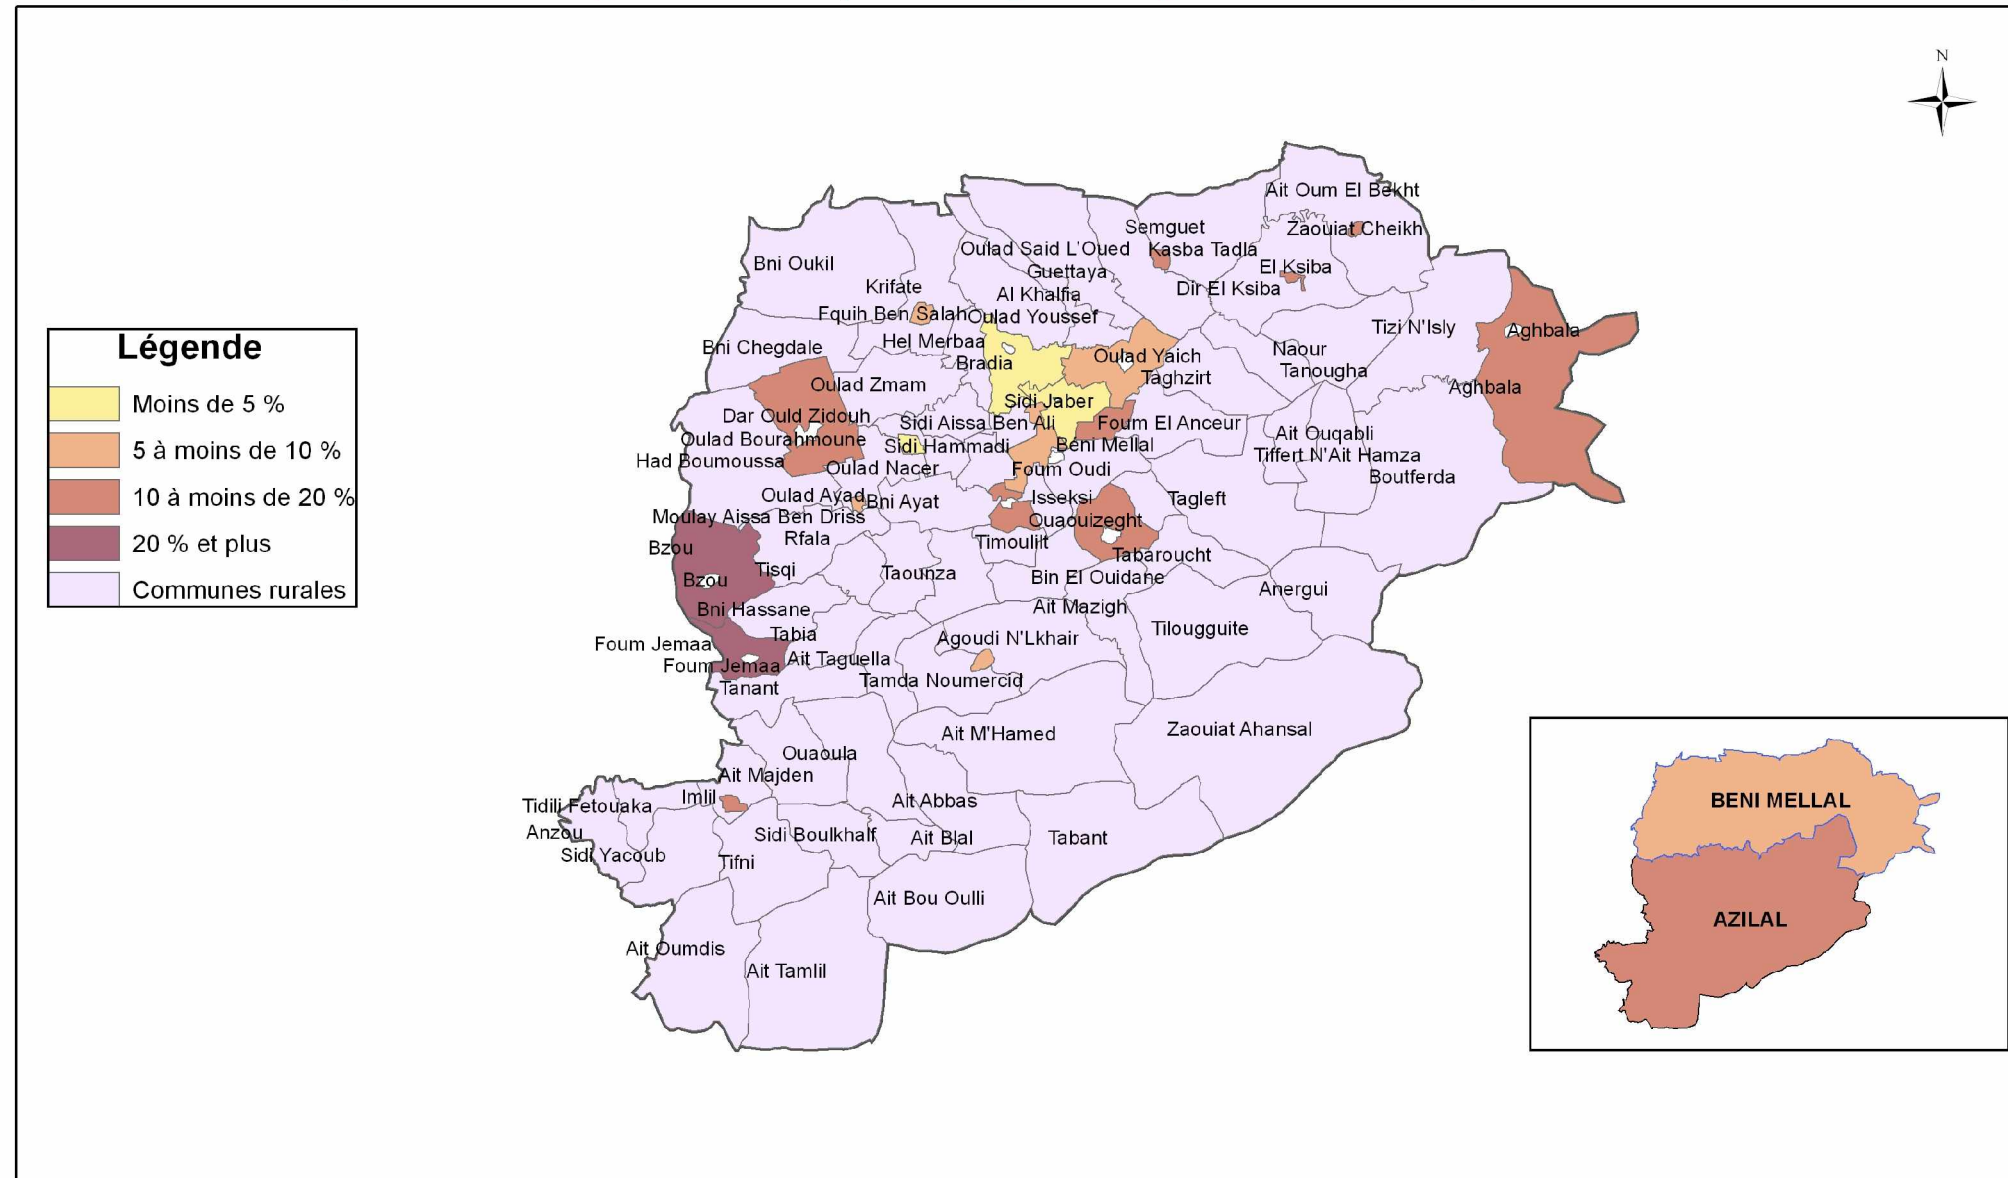 N
Ait Oum El Bekht
Semguet
Zaouiat Cheikh
Oulad Said L'Oued
Kasba Tadla
Bni Oukil
Guettaya
El Ksiba
Krifate
Al Khalfia
Dir El Ksiba
Fquih Ben Salah
Oulad Youssef
Tizi N'Isly
Aghbala
Légende
Bni Chegdale
Hel Merbaa
Bradia
Oulad Yaich
Naour
Tanougha
Taghzirt
Oulad Zmam
Aghbala
Moins de 5 %
Sidi Jaber
Dar Ould Zidouh
Sidi Aissa Ben Ali
Foum El Anceur
Ait Ouqabli
Oulad Bourahmoune
Sidi Hammadi
Béni Mellal
Tiffert N'Ait Hamza
5 à moins de 10 %
Had Boumoussa
Oulad Nacer
Foum Oudi
Boutferda
Oulad Ayad
Bni Ayat
Isseksi
Tagleft
10 à moins de 20 %
Moulay Aissa Ben Driss
Ouaouizeght
Rfala
Timoulilt
20 % et plus
Bzou
Tabaroucht
Tisqi
Taounza
Bin El Ouidane
Bzou
Anergui
Communes rurales
Bni Hassane
Ait Mazigh
Tabia
Agoudi N'Lkhair
Tilougguite
Foum Jemaa
Foum Jemaa
Ait Taguella
Tanant
Tamda Noumercid
Ait M'Hamed
Zaouiat Ahansal
Ouaoula
Ait Majden
Imlil
Ait Abbas
Tidili Fetouaka
Anzou
Sidi Boulkhalf
Ait Blal
Tabant
Sidi Yacoub
Tifni
Ait Bou Oulli
Ait Oumdis
Ait Tamlil
BENI MELLAL
AZILAL